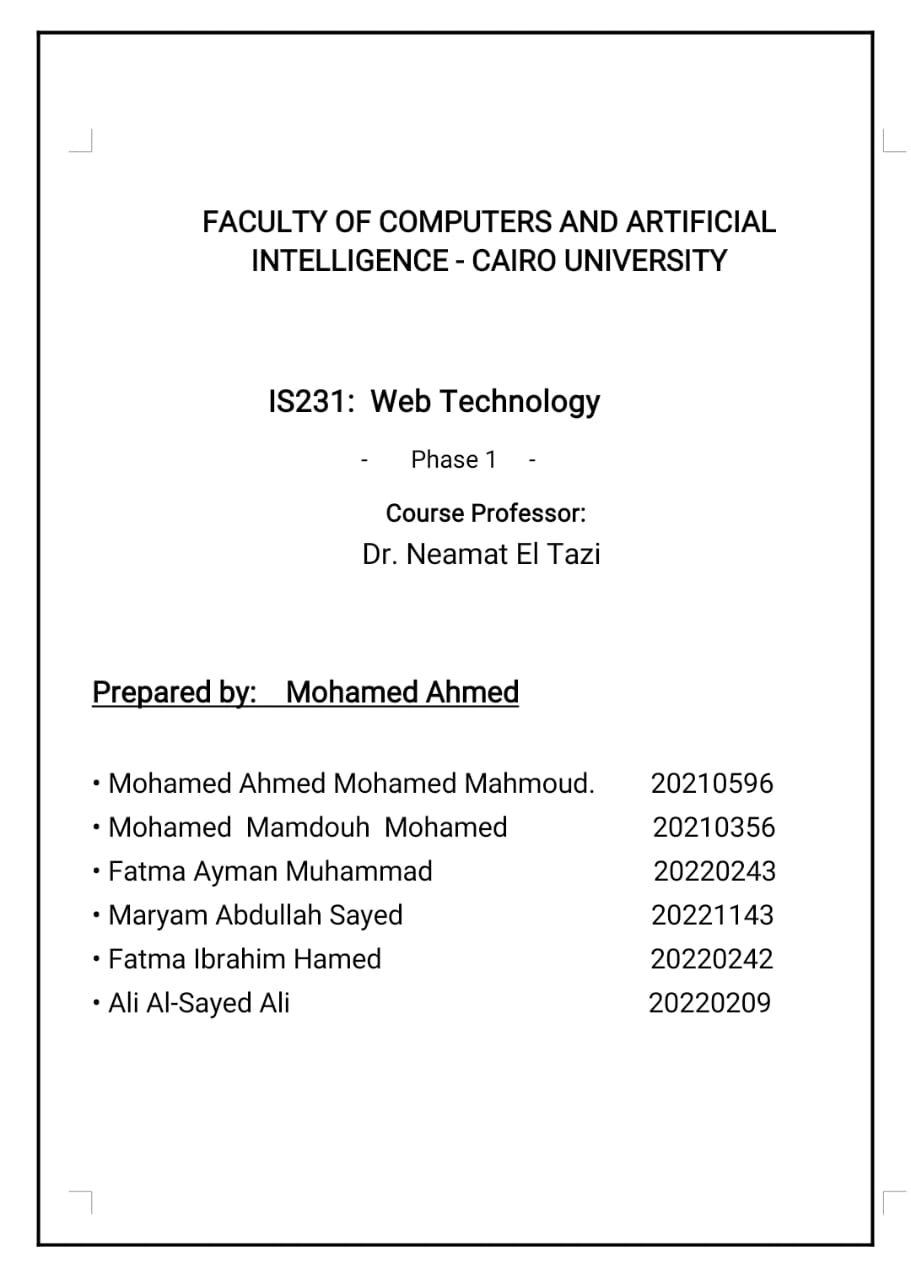 FACULTY OF COMPUTERS AND ARTIFICIAL
INTELLIGENCE - CAIRO UNIVERSITY
IS231:  Web Technology
-      Phase 1     -
Course Professor:
Dr. Neamat El Tazi
Prepared by:    Mohamed Ahmed
• Mohamed Ahmed Mohamed Mahmoud.       20210596
• Mohamed  Mamdouh  Mohamed       20210356
• Fatma Ayman Muhammad       20220243
• Maryam Abdullah Sayed       20221143
• Fatma Ibrahim Hamed       20220242
• Ali Al-Sayed Ali       20220209